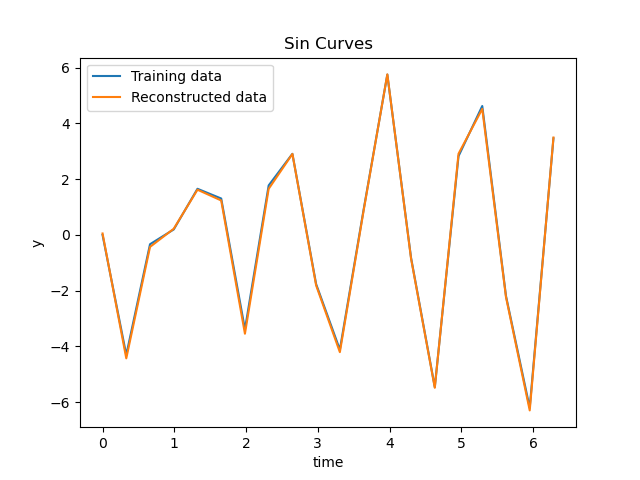 Sin Curves
Training data
Reconstructed data
6
4
2
0
−2
−4
−6
y
0 1 2 3 4 5 6
time